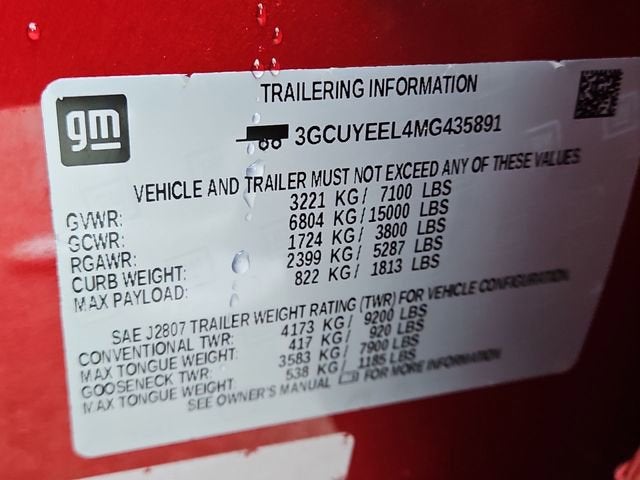 gm
TRAILERING INFORMATION
3GCUYEEL4MG435891
VEHICLE AND TRAILER MUST NOT EXCEED ANY OF THESE VALUES
GVWR: 3221 KG/ 7100 LBS
GCWR: 6804 KG/15000 LBS
RGAWR: 1724 KG/ 3800 LBS
CURB WEIGHT: 2399 KG/ 5287 LBS
MAX PAYLOAD: 822 KG/ 1813 LBS
SAE J2807 TRAILER WEIGHT RATING (TWR) FOR VEHICLE CONFIGURATION.
CONVENTIONAL TWR: 4173 KG/ 9200 LBS
MAX TONGUE WEIGHT: 417 KG/ 920 LBS
GOOSENECK TWR: 3583 KG/ 7900 LBS
MAX TONGUE WEIGHT: 538 KG/ 1185 LBS
SEE OWNER'S MANUAL FOR MORE INFORMATION